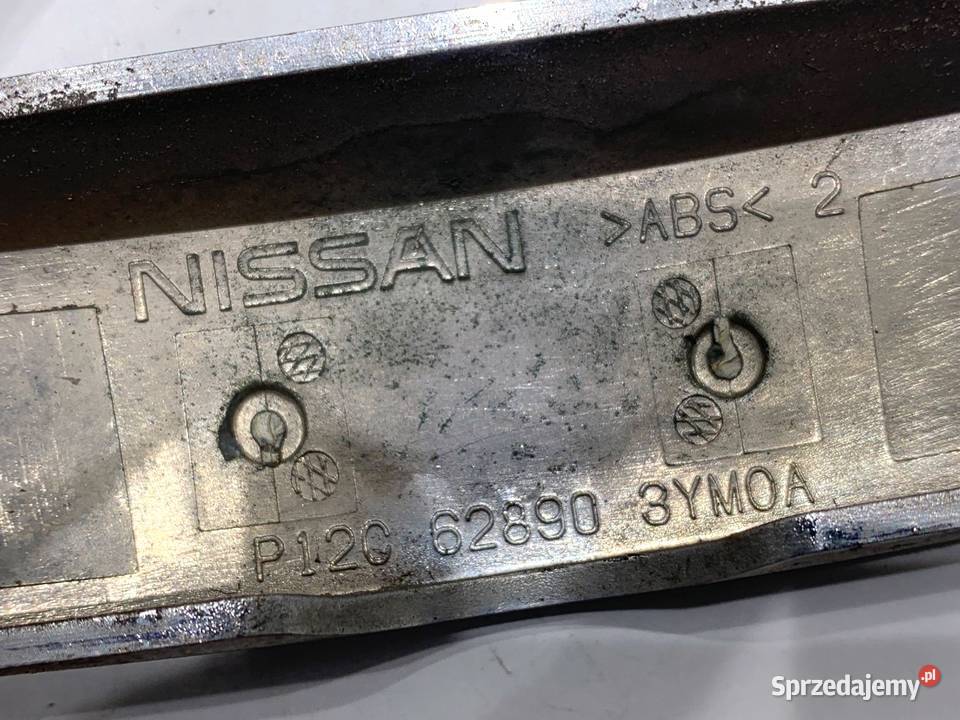 NISSAN >ABS< 2
P12C 62890 3YM0A
Sprzedajemy.pl